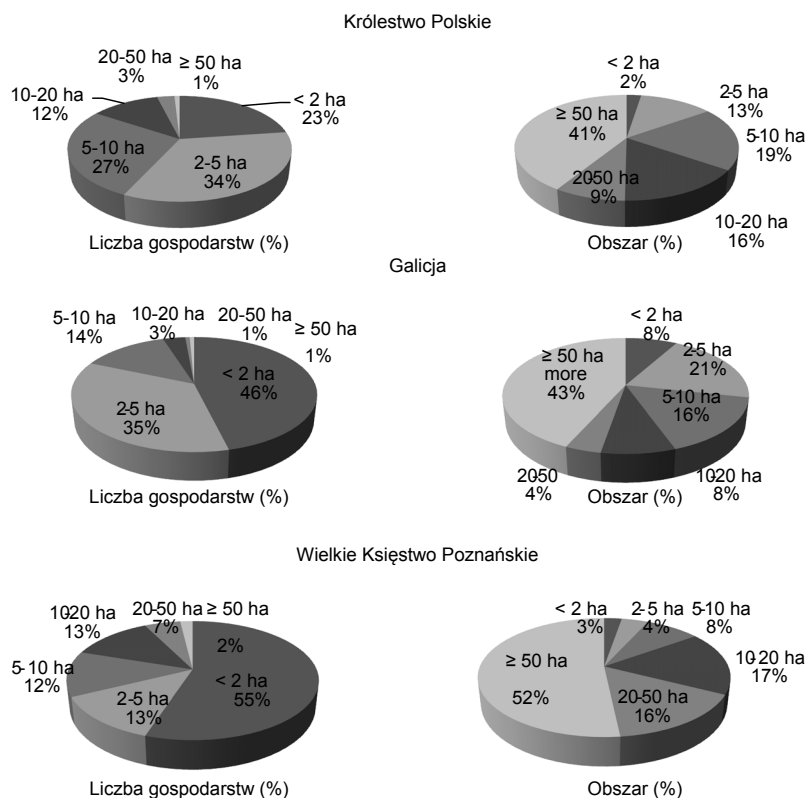 Królestwo Polskie
20-50 ha
3%
≥ 50 ha
1%
10-20 ha
12%
< 2 ha
23%
5-10 ha
27%
2-5 ha
34%
Liczba gospodarstw (%)
< 2 ha
2%
2-5 ha
13%
≥ 50 ha
41%
5-10 ha
19%
20-50 ha
9%
10-20 ha
16%
Obszar (%)
Galicja
5-10 ha
14%
10-20 ha
3%
20-50 ha
1%
≥ 50 ha
1%
< 2 ha
46%
2-5 ha
35%
Liczba gospodarstw (%)
< 2 ha
8%
≥ 50 ha
more
43%
2-5 ha
21%
5-10 ha
16%
20-50
4%
10-20 ha
8%
Obszar (%)
Wielkie Księstwo Poznańskie
10-20 ha
13%
20-50 ha
7%
≥ 50 ha
2%
5-10 ha
12%
2-5 ha
13%
< 2 ha
55%
Liczba gospodarstw (%)
< 2 ha
3%
2-5 ha
4%
5-10 ha
8%
≥ 50 ha
52%
10-20 ha
17%
20-50 ha
16%
Obszar (%)